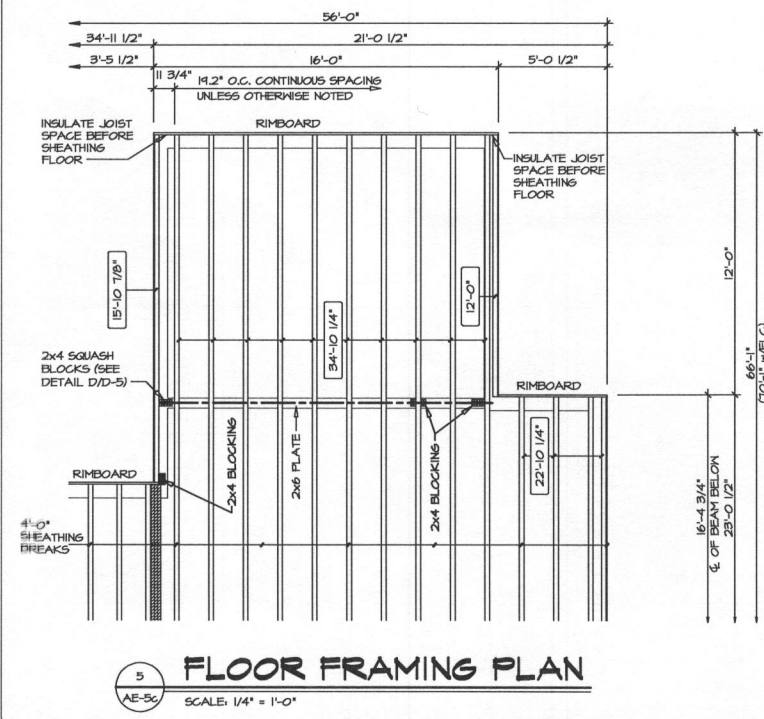 56'-0"
34'-11 1/2"
21'-0 1/2"
3'-5 1/2"
16'-0"
5'-0 1/2"
11 3/4"
19.2" O.C. CONTINUOUS SPACING
UNLESS OTHERWISE NOTED
INSULATE JOIST
SPACE BEFORE
SHEATHING
FLOOR
RIMBOARD
INSULATE JOIST
SPACE BEFORE
SHEATHING
FLOOR
15'-10 7/8"
34'-10 1/4"
12'-0"
12'-0"
66'-1"
(70'-1" W/ELC)
2x4 SQUASH
BLOCKS (SEE
DETAIL D/D-5)
RIMBOARD
2x4 BLOCKING
2x6 PLATE
2x4 BLOCKING
22'-10 1/4"
RIMBOARD
16'-4 3/4"
℄ OF BEAM BELOW
23'-0 1/2"
4'-0"
SHEATHING
BREAKS
5
AE-5c
FLOOR FRAMING PLAN
SCALE: 1/4" = 1'-0"